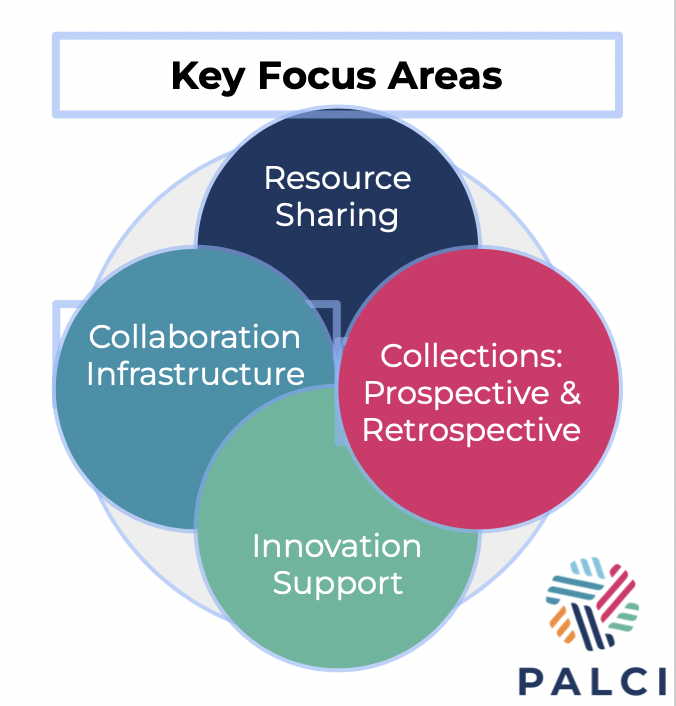 Key Focus Areas
Resource
Sharing
Collaboration
Infrastructure
Collections:
Prospective &
Retrospective
Innovation
Support
PALCI